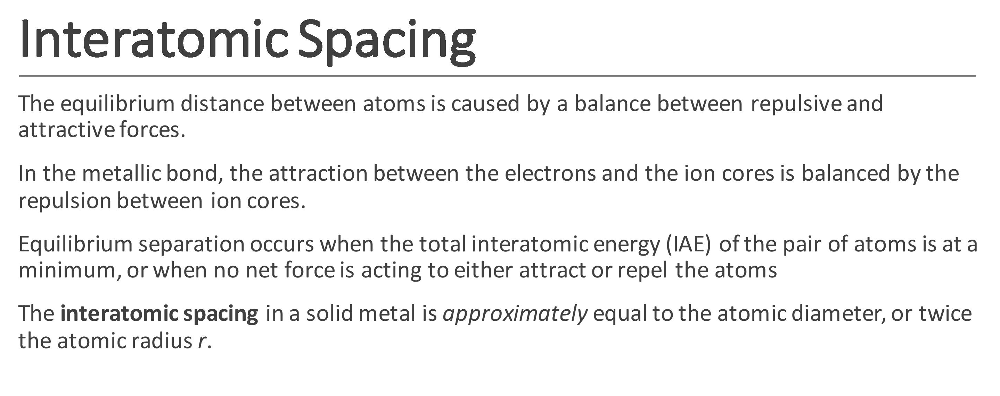 Interatomic Spacing
The equilibrium distance between atoms is caused by a balance between repulsive and
attractive forces.
In the metallic bond, the attraction between the electrons and the ion cores is balanced by the
repulsion between ion cores.
Equilibrium separation occurs when the total interatomic energy (IAE) of the pair of atoms is at a
minimum, or when no net force is acting to either attract or repel the atoms
The interatomic spacing in a solid metal is approximately equal to the atomic diameter, or twice
the atomic radius r.